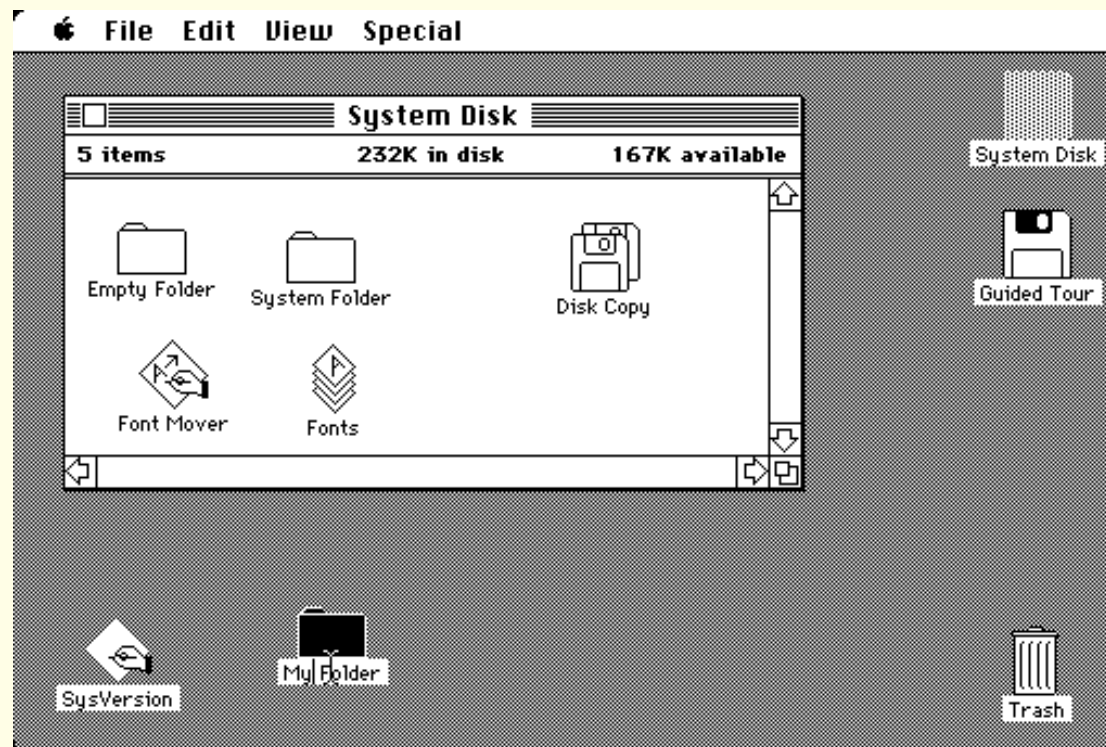 File Edit View Special
System Disk
5 items 232K in disk 167K available
System Disk
Empty Folder
System Folder
Disk Copy
Guided Tour
Font Mover
Fonts
My Folder
SysVersion
Trash